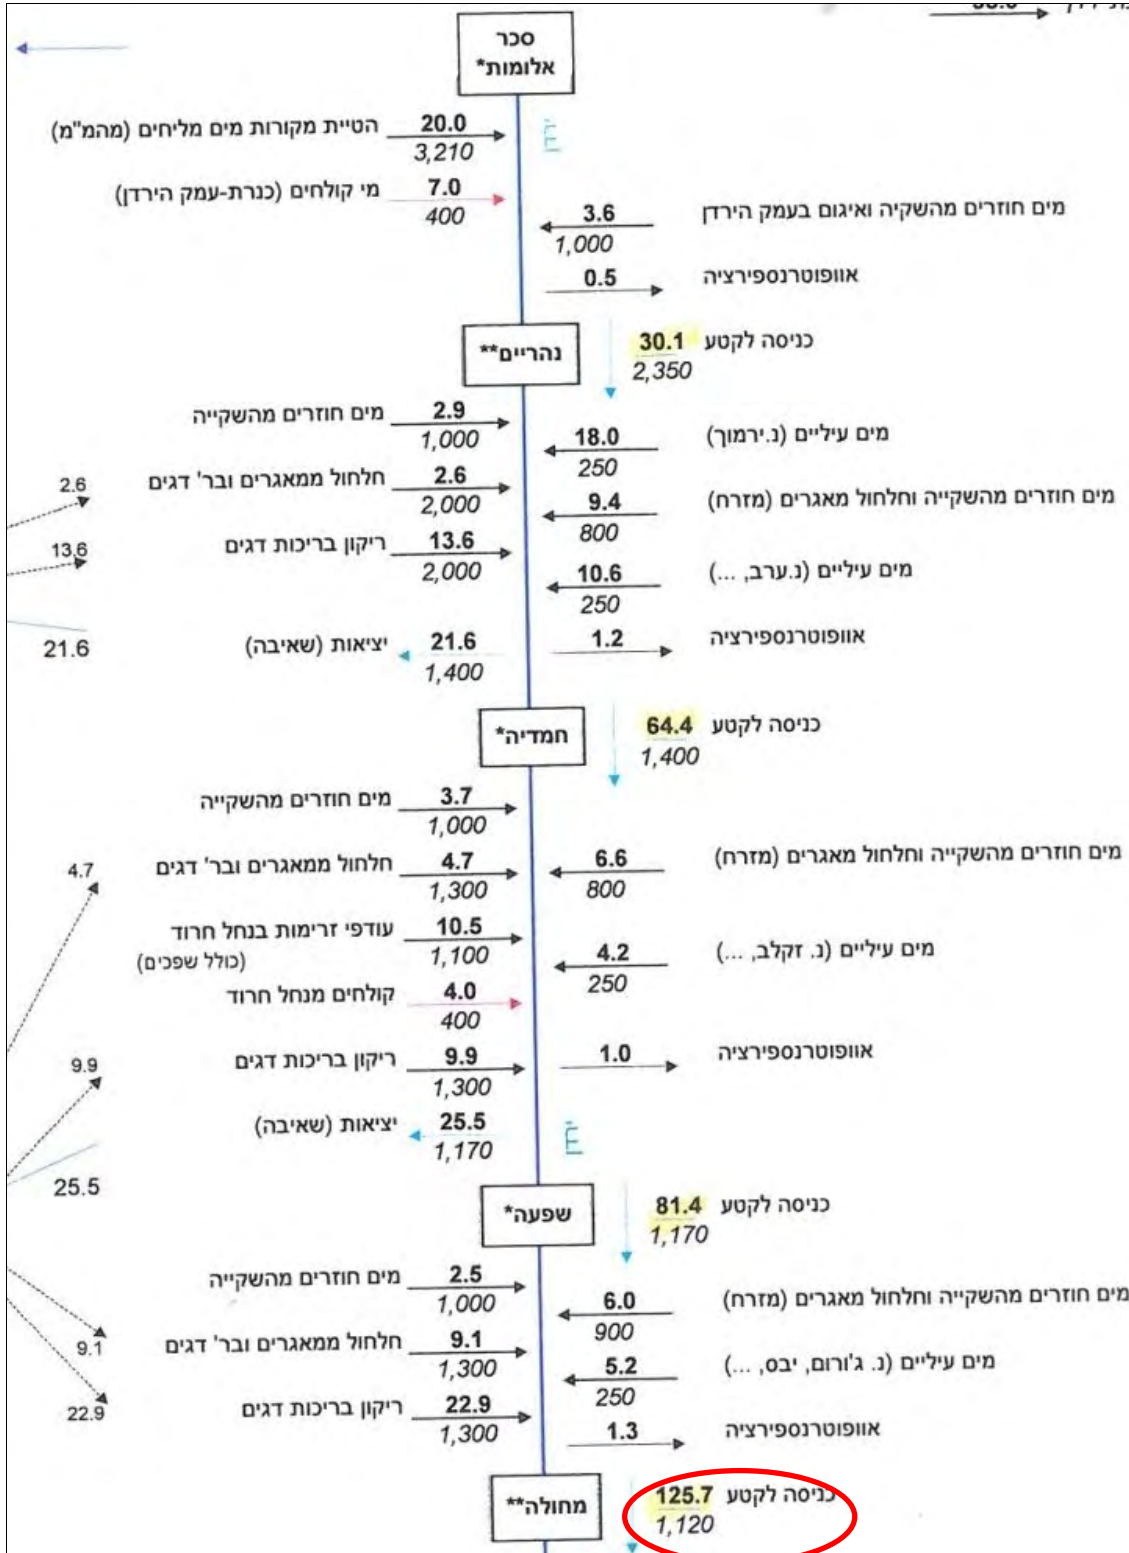 סכר
אלומות*
הטיית מקורות מים מליחים (מהמ"מ) 20.0
3,210
מי קולחים (כנרת-עמק הירדן) 7.0
400
מים חוזרים מהשקיה ואיגום בעמק הירדן 3.6
1,000
אוופוטרנספירציה 0.5
נהריים**
כניסה לקטע 30.1
2,350
מים חוזרים מהשקייה 2.9
1,000
מים עיליים (נ.ירמוך) 18.0
250
חלחול ממאגרים ובר' דגים 2.6
2,000
2.6
מים חוזרים מהשקייה וחלחול מאגרים (מזרח) 9.4
800
ריקון בריכות דגים 13.6
2,000
13.6
מים עיליים (נ.ערב, ...) 10.6
250
יציאות (שאיבה) 21.6
1,400
21.6
אוופוטרנספירציה 1.2
חמדיה*
כניסה לקטע 64.4
1,400
מים חוזרים מהשקייה 3.7
1,000
חלחול ממאגרים ובר' דגים 4.7
1,300
4.7
מים חוזרים מהשקייה וחלחול מאגרים (מזרח) 6.6
800
עודפי זרימות בנחל חרוד 10.5
(כולל שפכים) 1,100
מים עיליים (נ. זקלב, ...) 4.2
250
קולחים מנחל חרוד 4.0
400
ריקון בריכות דגים 9.9
1,300
9.9
אוופוטרנספירציה 1.0
יציאות (שאיבה) 25.5
1,170
25.5
שפעה*
כניסה לקטע 81.4
1,170
מים חוזרים מהשקייה 2.5
1,000
מים חוזרים מהשקייה וחלחול מאגרים (מזרח) 6.0
900
חלחול ממאגרים ובר' דגים 9.1
1,300
9.1
מים עיליים (נ. ג'ורום, יבס, ...) 5.2
250
ריקון בריכות דגים 22.9
1,300
22.9
אוופוטרנספירציה 1.3
מחולה**
כניסה לקטע 125.7
1,120